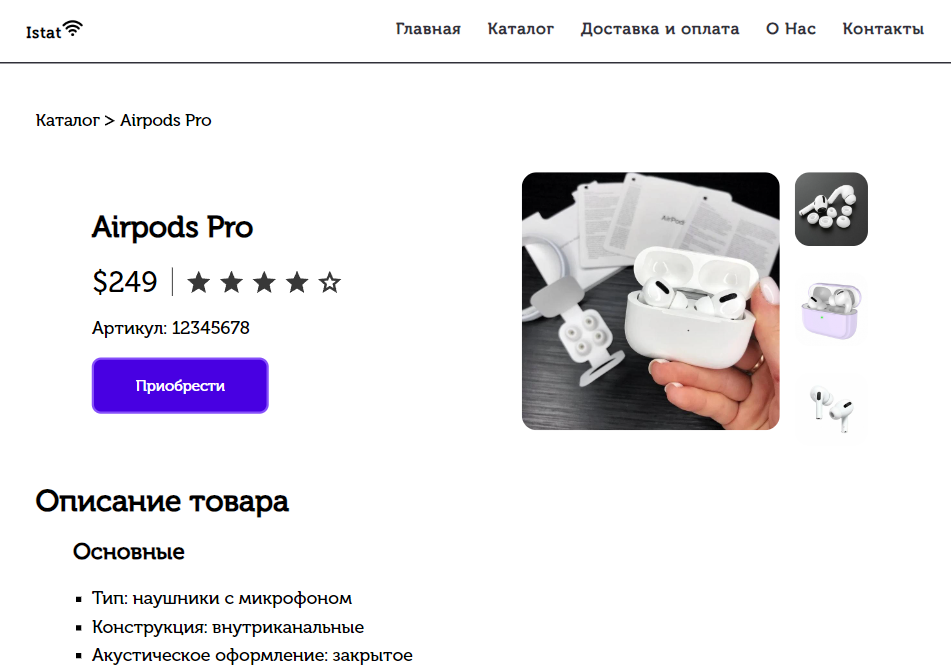 Istat
Главная Каталог Доставка и оплата О Нас Контакты
Каталог > Airpods Pro
Airpods Pro
$249
Артикул: 12345678
Приобрести
AirPods
Описание товара
Основные
Тип: наушники с микрофоном
Конструкция: внутриканальные
Акустическое оформление: закрытое